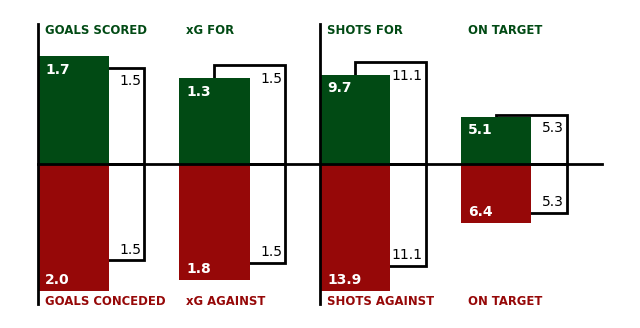 GOALS SCORED xG FOR SHOTS FOR ON TARGET
1.7 1.5 1.3 1.5 9.7 11.1 5.1 5.3
2.0 1.5 1.8 1.5 13.9 11.1 6.4 5.3
GOALS CONCEDED xG AGAINST SHOTS AGAINST ON TARGET